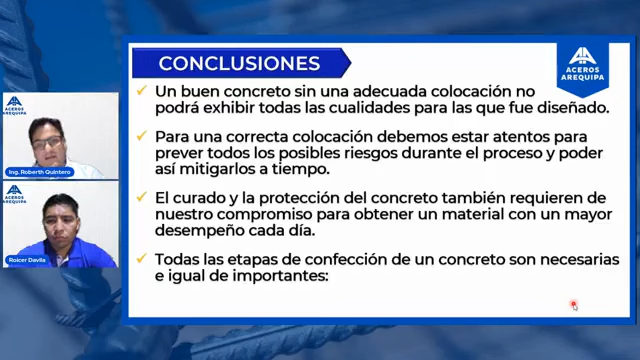 CONCLUSIONES
ACEROS
AREQUIPA
Un buen concreto sin una adecuada colocación no
podrá exhibir todas las cualidades para las que fue diseñado.
Para una correcta colocación debemos estar atentos para
prever todos los posibles riesgos durante el proceso y poder
así mitigarlos a tiempo.
El curado y la protección del concreto también requieren de
nuestro compromiso para obtener un material con un mayor
desempeño cada día.
Todas las etapas de confección de un concreto son necesarias
e igual de importantes:
ACEROS
AREQUIPA
Ing. Roberth Quintero
ACEROS
AREQUIPA
Roicer Davila